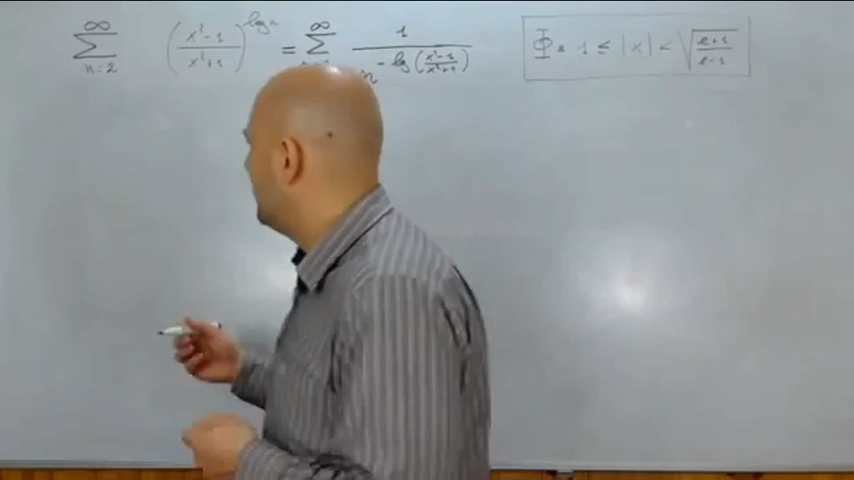 ∞ ∑ n=2 ( x²-1 / x²+1 )^log n = ∞ ∑ 1 / n^-log( x²-1 / x²+1 )
Φ: 1 ≤ |x| < √( e+1 / e-1 )